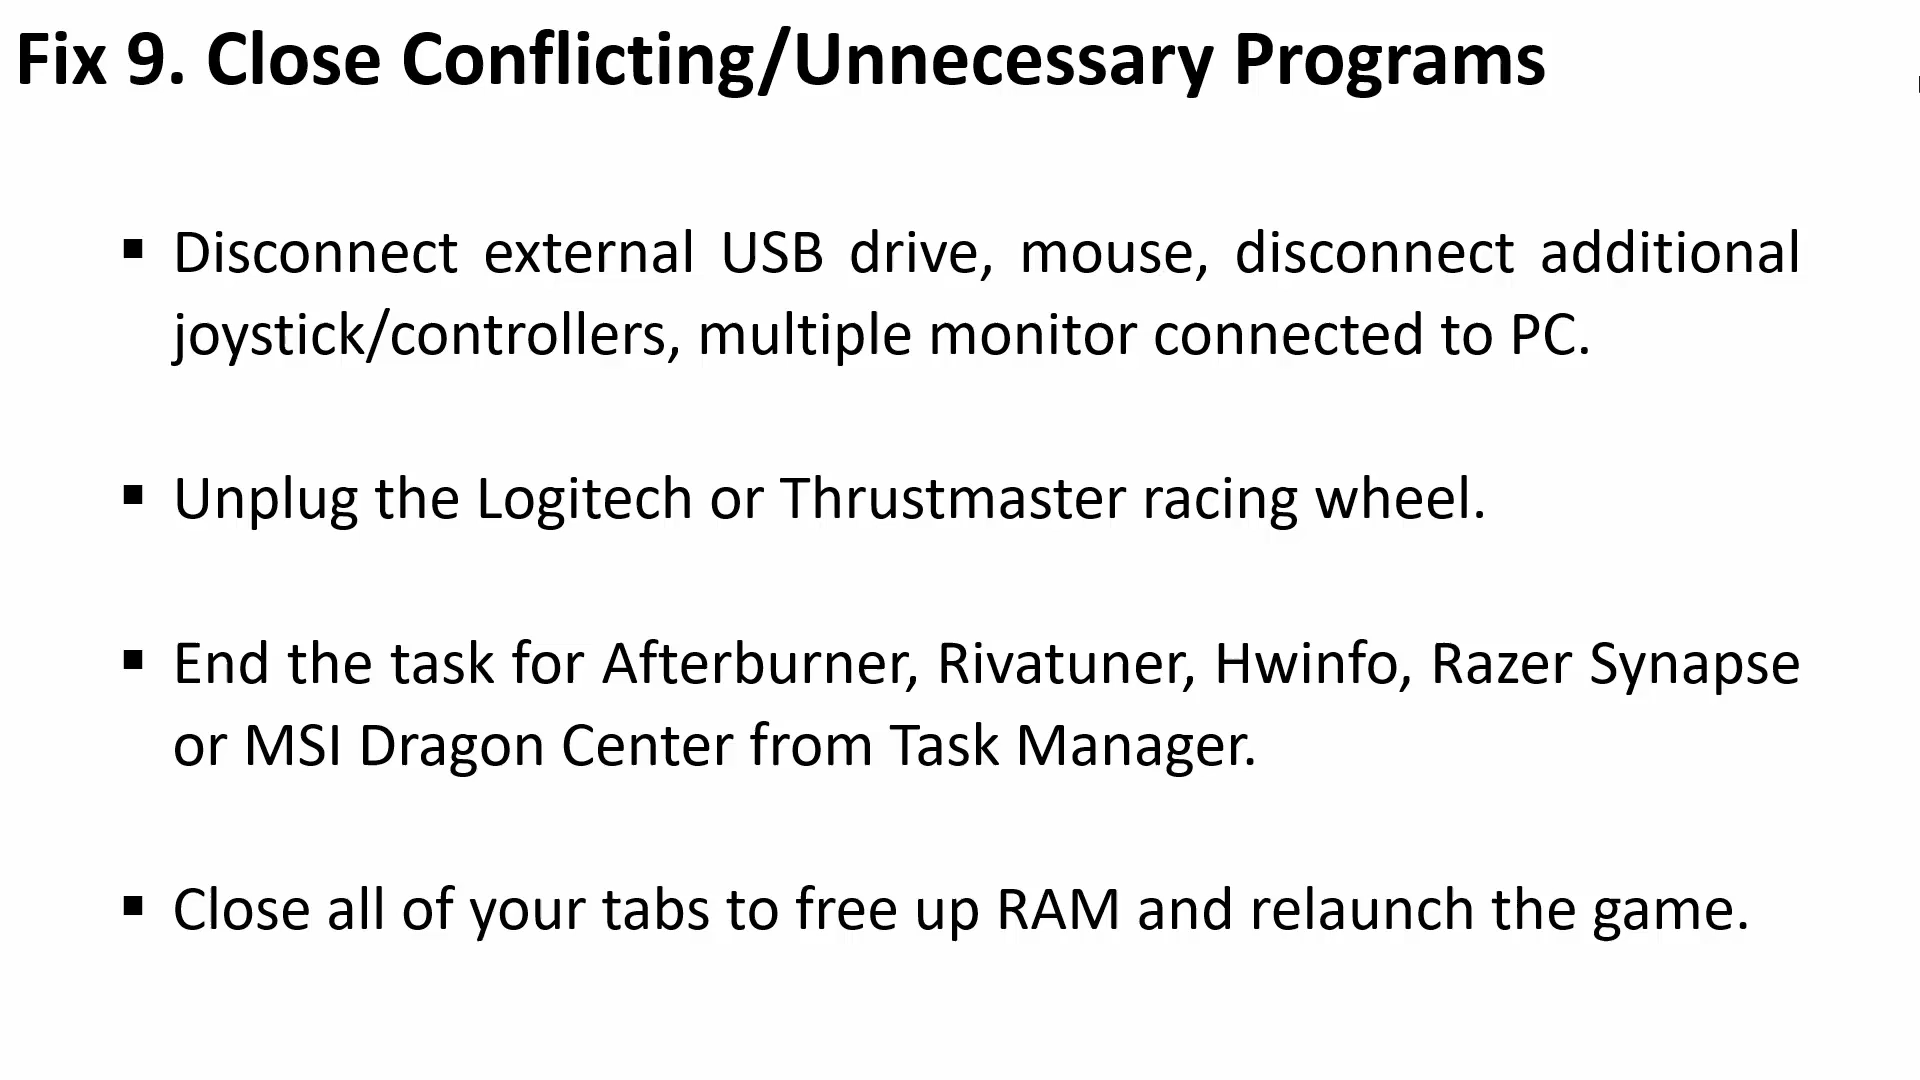 Fix 9. Close Conflicting/Unnecessary Programs
▪ Disconnect external USB drive, mouse, disconnect additional
joystick/controllers, multiple monitor connected to PC.
▪ Unplug the Logitech or Thrustmaster racing wheel.
▪ End the task for Afterburner, Rivatuner, Hwinfo, Razer Synapse
or MSI Dragon Center from Task Manager.
▪ Close all of your tabs to free up RAM and relaunch the game.